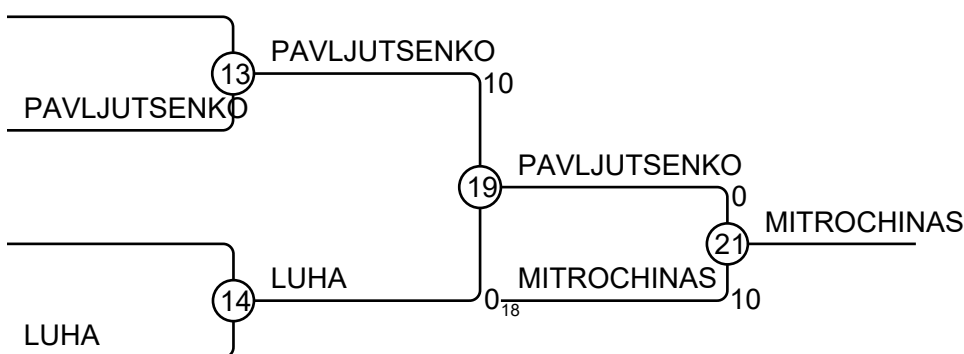 PAVLJUTSENKO
13
10
PAVLJUTSENKO
PAVLJUTSENKO
19
0
MITROCHINAS
21
LUHA
MITROCHINAS
14
0
18
10
LUHA